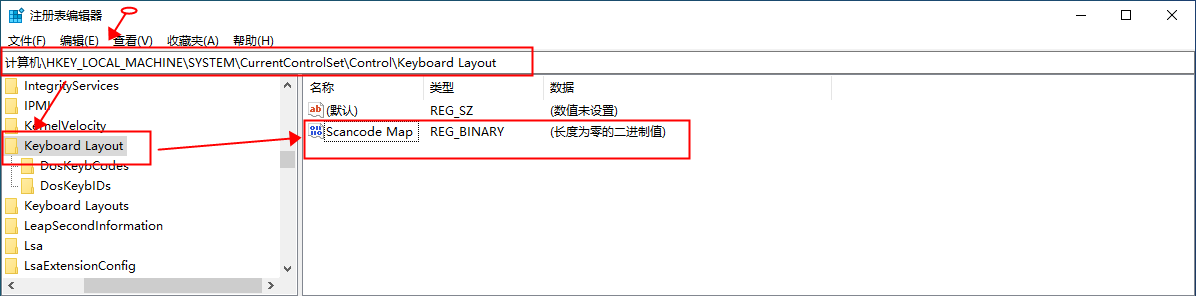 注册表编辑器
文件(F) 编辑(E) 查看(V) 收藏夹(A) 帮助(H)
计算机\HKEY_LOCAL_MACHINE\SYSTEM\CurrentControlSet\Control\Keyboard Layout
IntegrityServices
IPMI
KernelVelocity
Keyboard Layout
DosKeybCodes
DosKeybIDs
Keyboard Layouts
LeapSecondInformation
Lsa
LsaExtensionConfig
名称 类型 数据
(默认) REG_SZ (数值未设置)
Scancode Map REG_BINARY (长度为零的二进制值)